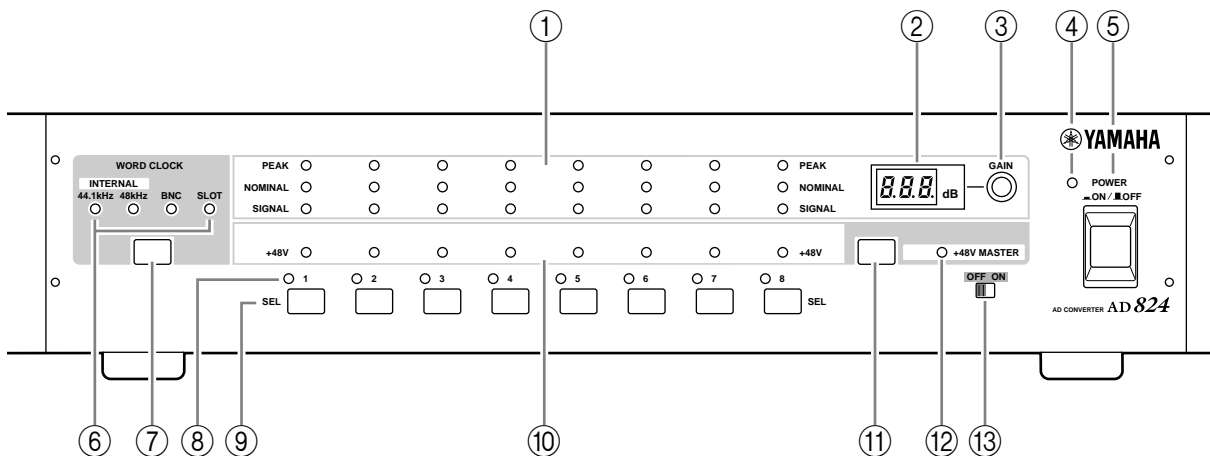 ① ② ③ ④ ⑤
YAMAHA
WORD CLOCK
INTERNAL
44.1kHz 48kHz BNC SLOT
PEAK PEAK
NOMINAL NOMINAL
SIGNAL SIGNAL
GAIN
8.8.8. dB
POWER
ON / OFF
+48V +48V
+48V MASTER
1 2 3 4 5 6 7 8
SEL SEL
OFF ON
AD CONVERTER AD 824
⑥ ⑦ ⑧ ⑨ ⑩ ⑪ ⑫ ⑬